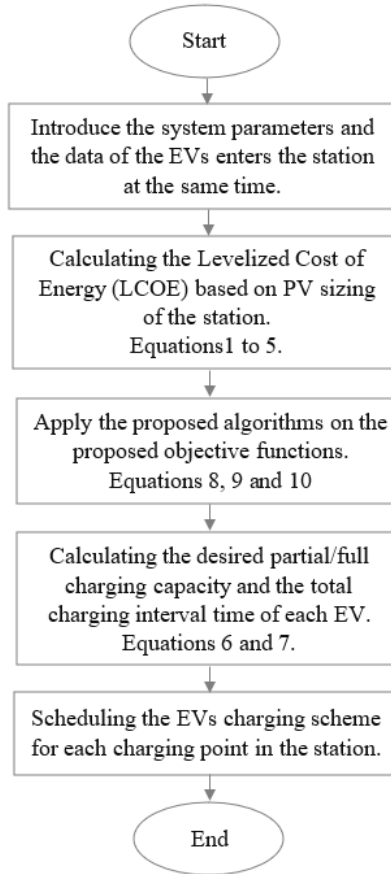 Start
Introduce the system parameters and
the data of the EVs enters the station
at the same time.
Calculating the Levelized Cost of
Energy (LCOE) based on PV sizing
of the station.
Equations1 to 5.
Apply the proposed algorithms on the
proposed objective functions.
Equations 8, 9 and 10
Calculating the desired partial/full
charging capacity and the total
charging interval time of each EV.
Equations 6 and 7.
Scheduling the EVs charging scheme
for each charging point in the station.
End